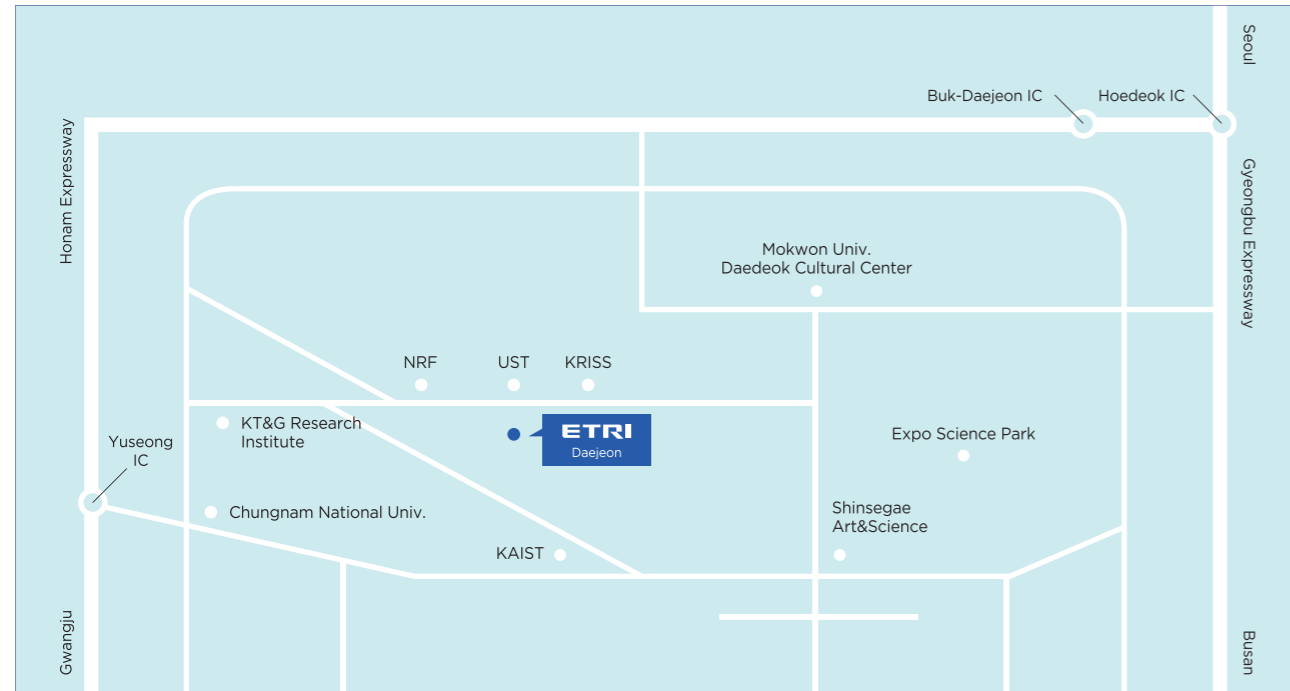 Seoul
Buk-Daejeon IC
Hoedeok IC
Honam Expressway
Gyeongbu Expressway
Mokwon Univ.
Daedeok Cultural Center
NRF
UST
KRISS
KT&G Research
Institute
ETRI
Daejeon
Expo Science Park
Yuseong
IC
Chungnam National Univ.
Shinsegae
Art&Science
KAIST
Gwangju
Busan